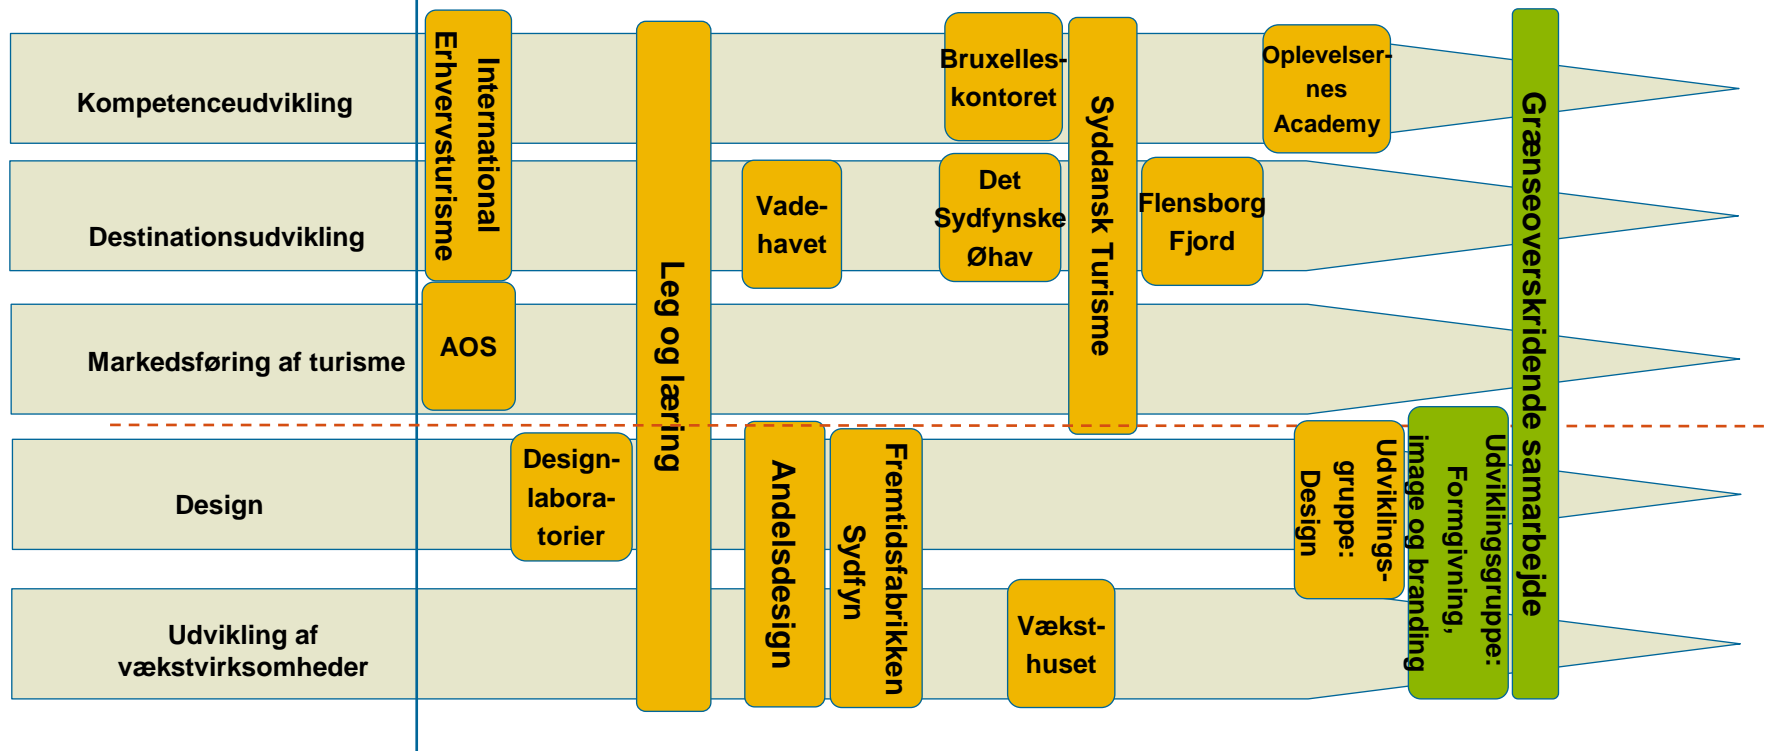 Kompetenceudvikling
Destinationsudvikling
Markedsføring af turisme
Design
Udvikling af
vækstvirksomheder
International
Erhvervsturisme
AOS
Design-
labora-
torier
Leg og læring
Vade-
havet
Andelsdesign
Fremtidsfabrikken
Sydfyn
Bruxelles-
kontoret
Det
Sydfynske
Øhav
Vækst-
huset
Syddansk Turisme
Flensborg
Fjord
Oplevelser-
nes
Academy
Udviklings-
gruppe:
Design
Udviklingsgruppe:
Formgivning,
image og branding
Grænseoverskridende samarbejde